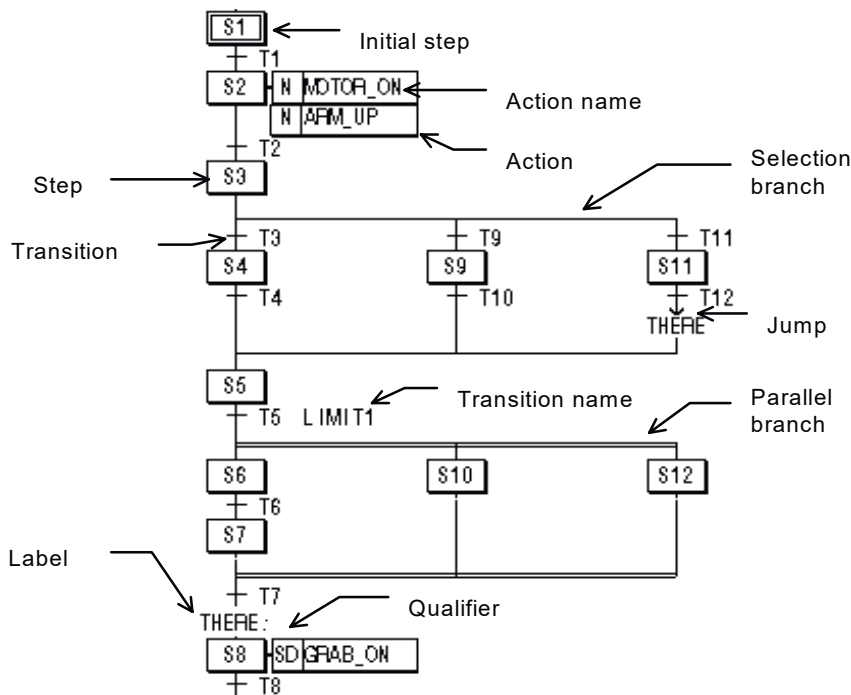 S1
Initial step
T1
S2 N MOTOR_ON
Action name
N ARM_UP
T2
Action
Selection
branch
Step
S3
Transition
T3 T9 T11
S4 S9 S11
T4 T10 T12
THERE
Jump
S5
Transition name
Parallel
branch
T5 LIMIT1
S6 S10 S12
T6
S7
Label
T7
Qualifier
THERE:
S8 SD GRAB_ON
T8